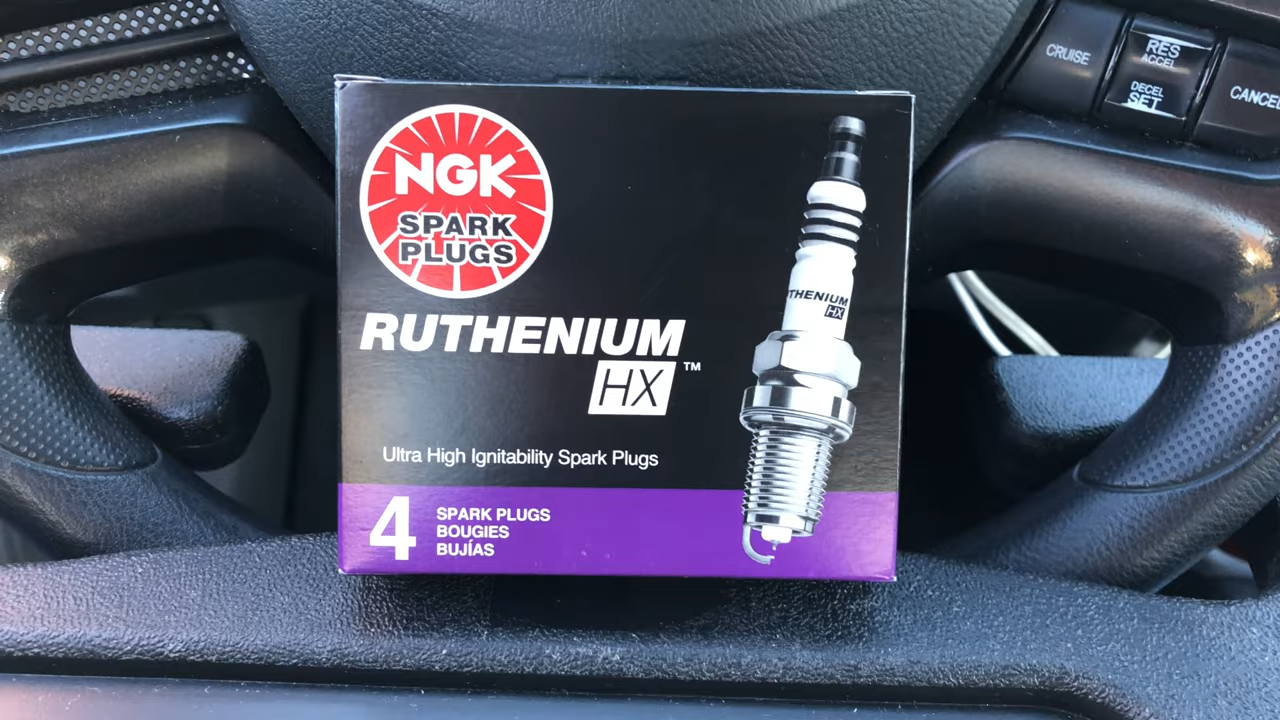 NGK
SPARK
PLUGS
RUTHENIUM
HX™
Ultra High Ignitability Spark Plugs
4
SPARK PLUGS
BOUGIES
BUJÍAS
THENIUM
HX
CRUISE
RES
ACCEL
DECEL
SET
CANCEL